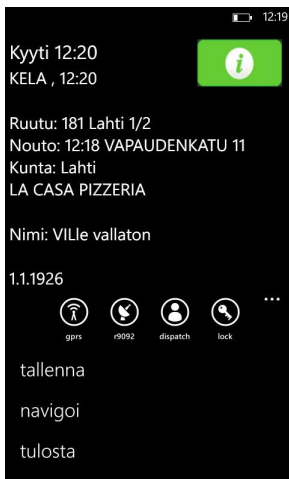 12:19
Kyyti 12:20
KELA , 12:20
i
Ruutu: 181 Lahti 1/2
Nouto: 12:18 VAPAUDENKATU 11
Kunta: Lahti
LA CASA PIZZERIA
Nimi: VILle vallaton
1.1.1926
...
gprs r9092 dispatch lock
tallenna
navigoi
tulosta